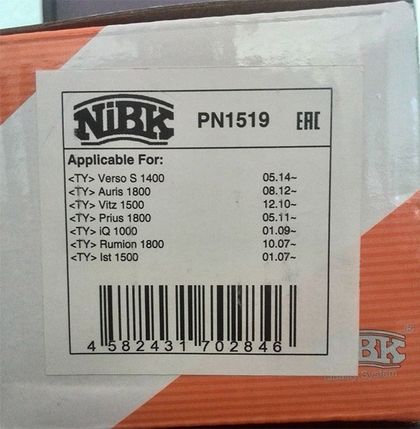 NiBK PN1519 EAC
Applicable For:
<TY> Verso S 1400 05.14~
<TY> Auris 1800 08.12~
<TY> Vitz 1500 12.10~
<TY> Prius 1800 05.11~
<TY> iQ 1000 01.09~
<TY> Rumion 1800 10.07~
<TY> Ist 1500 01.07~
4 582431 702846
BK
system